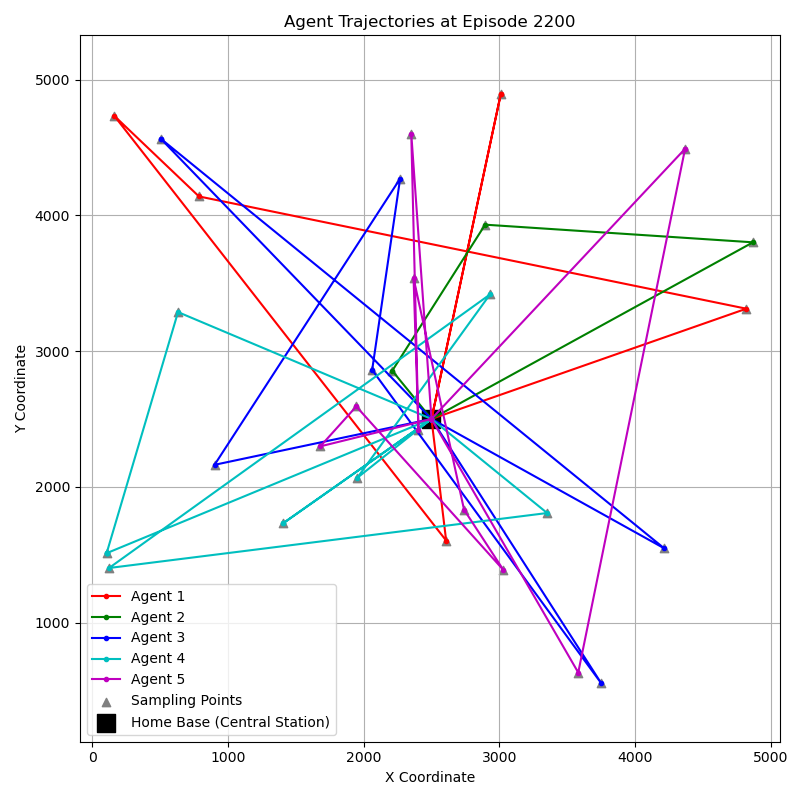 Agent Trajectories at Episode 2200
Y Coordinate
5000
4000
3000
2000
1000
Agent 1
Agent 2
Agent 3
Agent 4
Agent 5
Sampling Points
Home Base (Central Station)
0 1000 2000 3000 4000 5000
X Coordinate